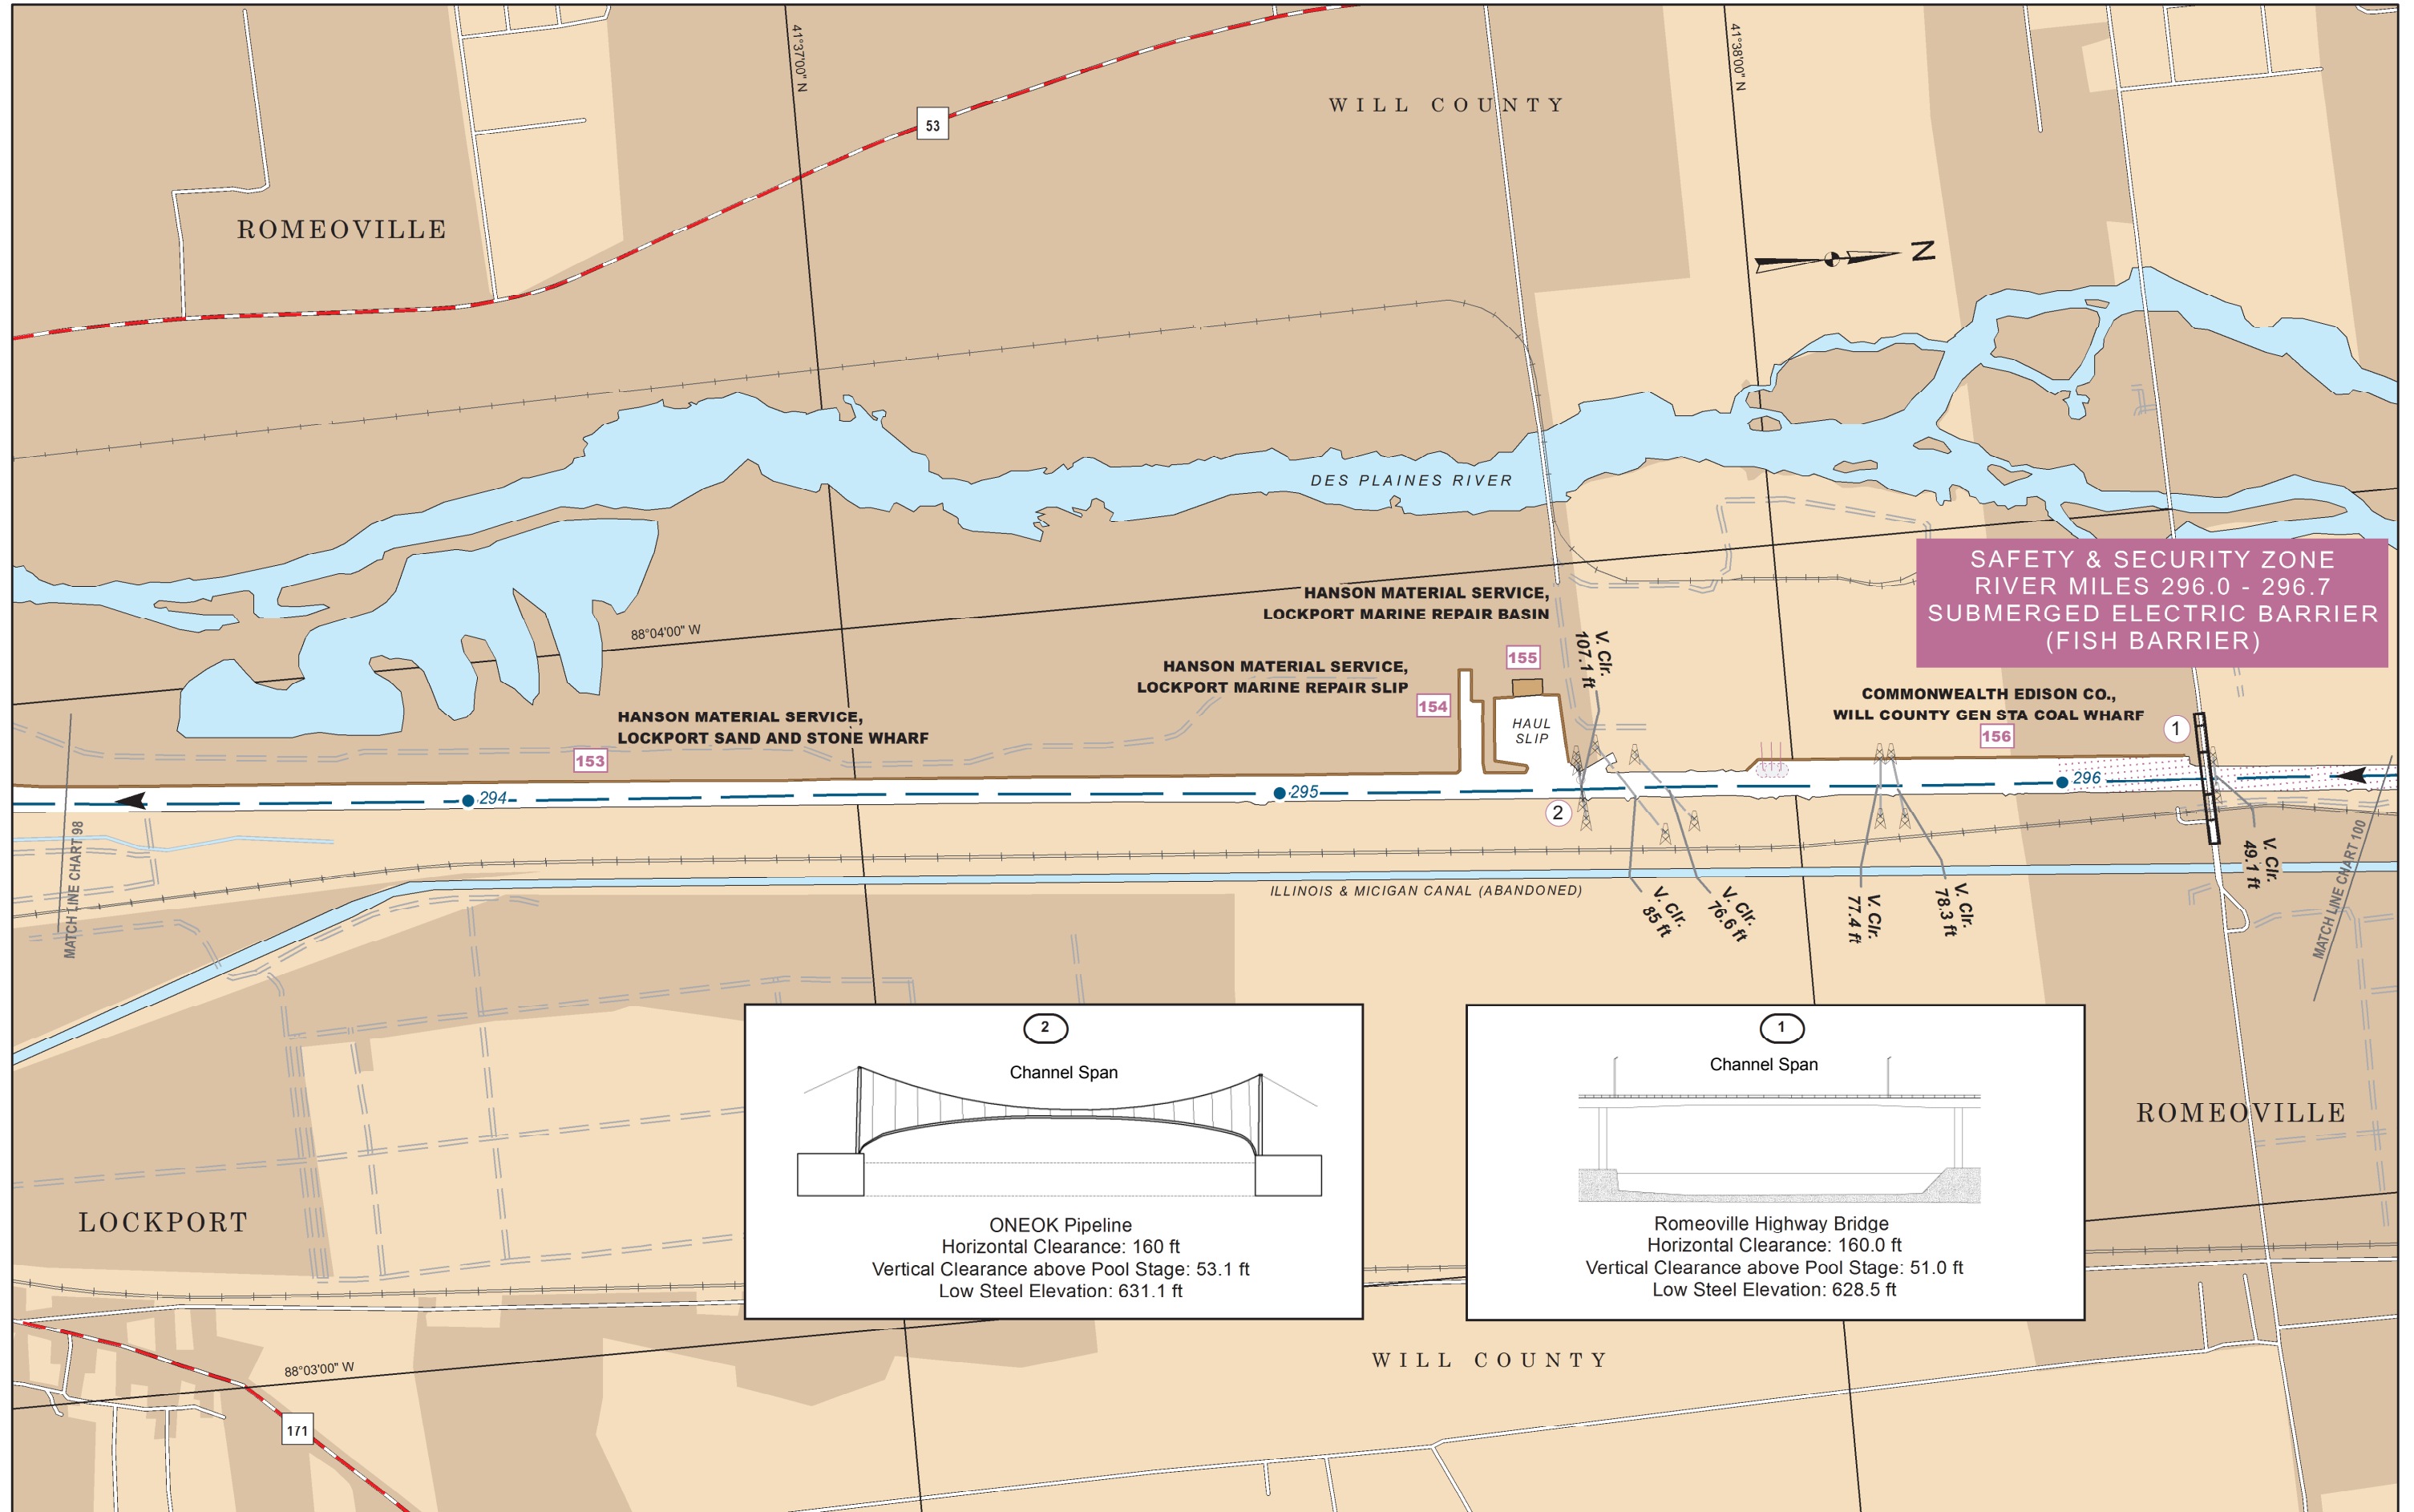 41°37'00" N
41°38'00" N
WILL COUNTY
53
ROMEOVILLE
N
DES PLAINES RIVER
SAFETY & SECURITY ZONE
RIVER MILES 296.0 - 296.7
SUBMERGED ELECTRIC BARRIER
(FISH BARRIER)
HANSON MATERIAL SERVICE,
LOCKPORT MARINE REPAIR BASIN
155
88°04'00" W
V. Clr.
107.1 ft
HANSON MATERIAL SERVICE,
LOCKPORT MARINE REPAIR SLIP
154
HAUL
SLIP
COMMONWEALTH EDISON CO.,
WILL COUNTY GEN STA COAL WHARF
156
1
HANSON MATERIAL SERVICE,
LOCKPORT SAND AND STONE WHARF
153
294
295
296
2
MATCH LINE CHART 98
MATCH LINE CHART 100
ILLINOIS & MICIGAN CANAL (ABANDONED)
V. Clr.
85 ft
V. Clr.
76.6 ft
V. Clr.
77.4 ft
V. Clr.
78.3 ft
V. Clr.
49.1 ft
2
Channel Span
ONEOK Pipeline
Horizontal Clearance: 160 ft
Vertical Clearance above Pool Stage: 53.1 ft
Low Steel Elevation: 631.1 ft
1
Channel Span
Romeoville Highway Bridge
Horizontal Clearance: 160.0 ft
Vertical Clearance above Pool Stage: 51.0 ft
Low Steel Elevation: 628.5 ft
ROMEOVILLE
LOCKPORT
WILL COUNTY
88°03'00" W
171